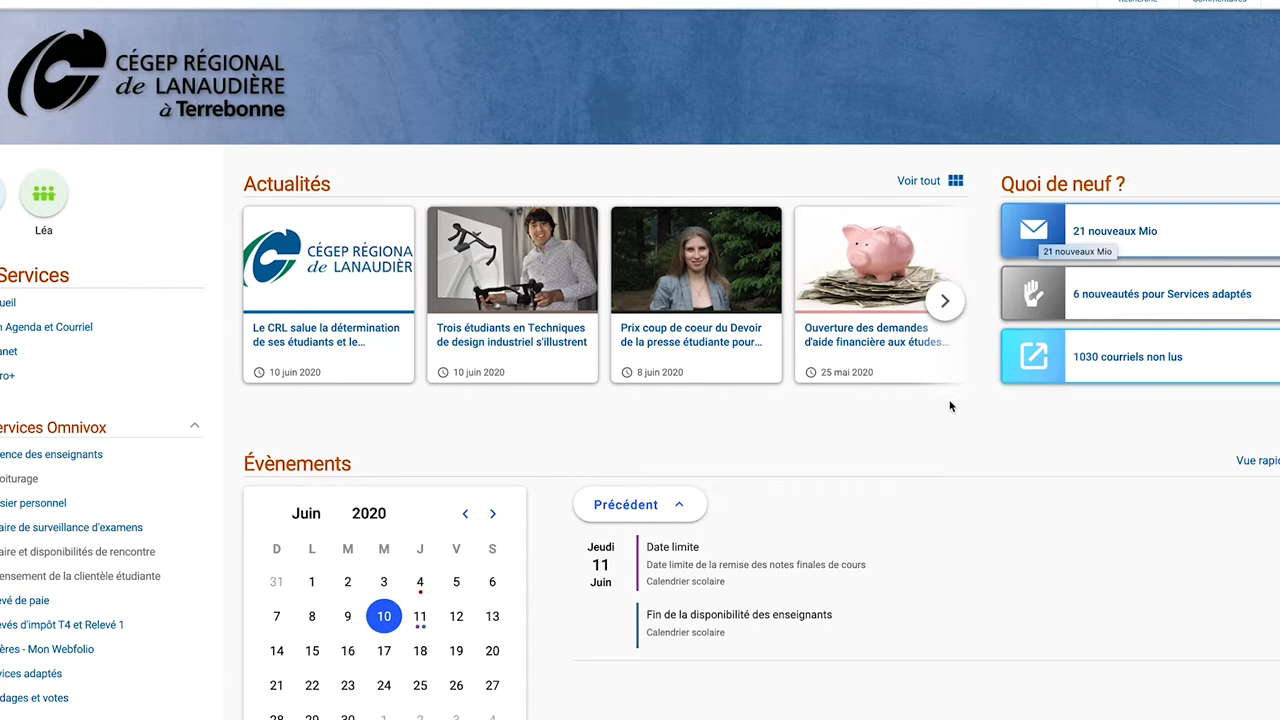 CÉGEP RÉGIONAL
de LANAUDIÈRE
à Terrebonne
Léa
Services
ueil
n Agenda et Courriel
anet
ro+
ervices Omnivox
ence des enseignants
oiturage
sier personnel
aire de surveillance d'examens
aire et disponibilités de rencontre
ensement de la clientèle étudiante
evé de paie
evés d'impôt T4 et Relevé 1
ères - Mon Webfolio
vices adaptés
dages et votes
Actualités
Voir tout
CÉGEP RÉGIONA
de LANAUDIÈR
Le CRL salue la détermination
de ses étudiants et le...
10 juin 2020
Trois étudiants en Techniques
de design industriel s'illustrent
10 juin 2020
Prix coup de coeur du Devoir
de la presse étudiante pour...
8 juin 2020
Ouverture des demandes
d'aide financière aux études...
25 mai 2020
Quoi de neuf ?
21 nouveaux Mio
21 nouveaux Mio
6 nouveautés pour Services adaptés
1030 courriels non lus
Évènements
Vue rapi
Juin 2020
D L M M J V S
31 1 2 3 4 5 6
7 8 9 10 11 12 13
14 15 16 17 18 19 20
21 22 23 24 25 26 27
28 29 30 1 2 3 4
Précédent
Jeudi
11
Juin
Date limite
Date limite de la remise des notes finales de cours
Calendrier scolaire
Fin de la disponibilité des enseignants
Calendrier scolaire